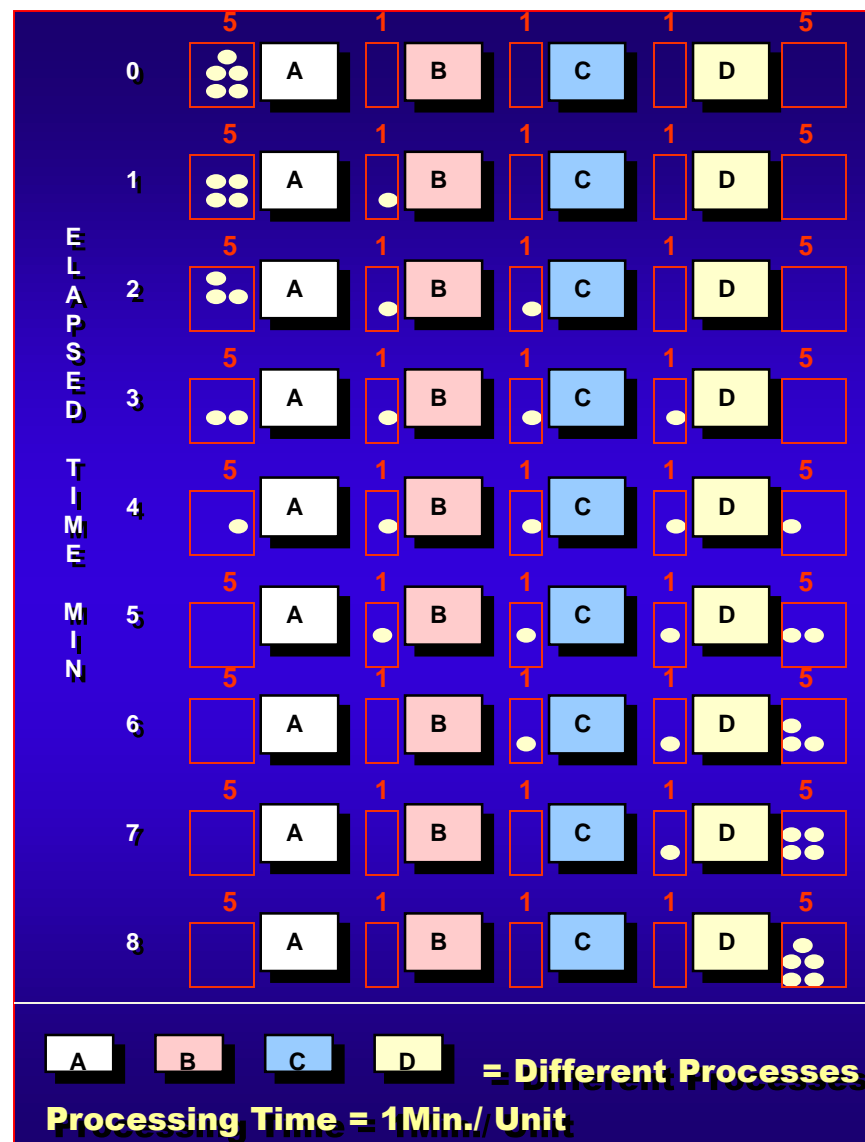 5 1 1 1 5
0 A B C D
5 1 1 1 5
1 A B C D
5 1 1 1 5
2 A B C D
5 1 1 1 5
3 A B C D
5 1 1 1 5
4 A B C D
5 1 1 1 5
5 A B C D
5 1 1 1 5
6 A B C D
5 1 1 1 5
7 A B C D
5 1 1 1 5
8 A B C D
ELAPSED TIME MIN
A B C D = Different Processes
Processing Time = 1Min./ Unit